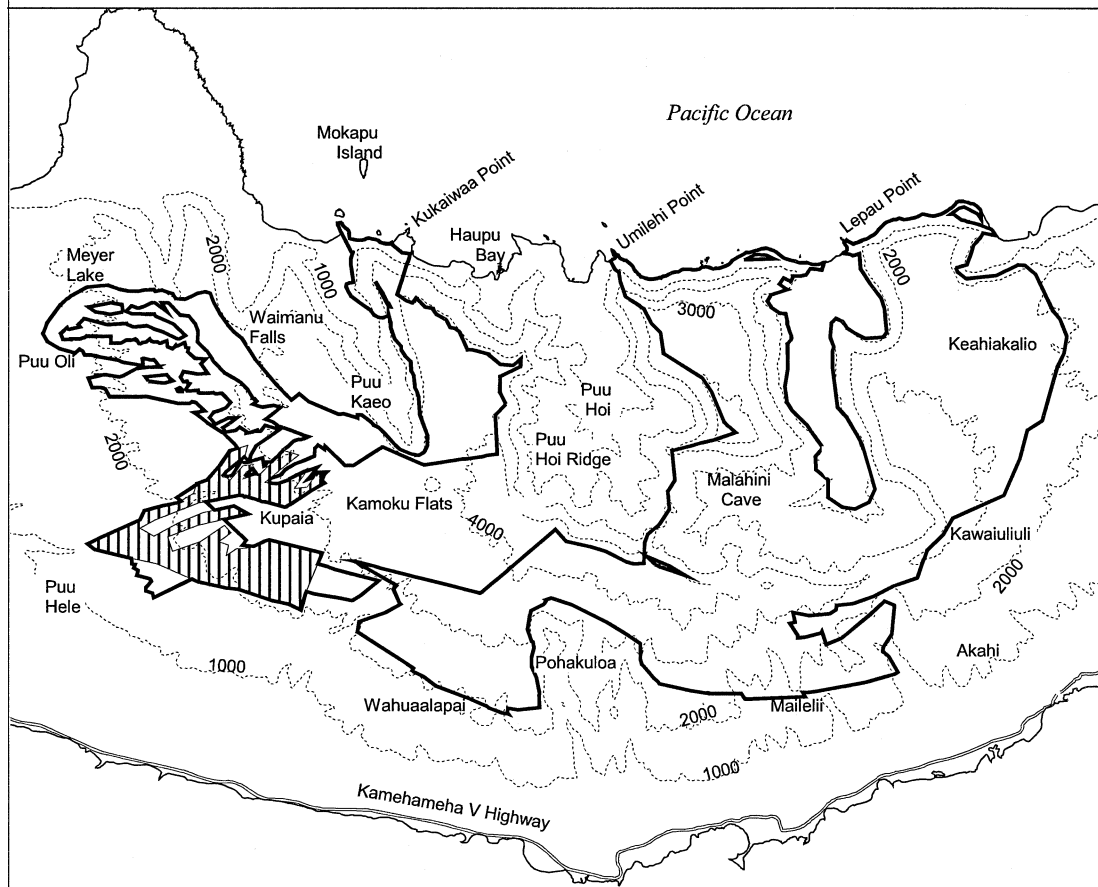 Pacific Ocean
Mokapu
Island
Kukaiwaa Point
Haupu
Bay
Umilehi Point
Lepau Point
Meyer
Lake
2000
1000
2000
3000
Waimanu
Falls
Keahiakalio
Puu Oli
Puu
Kaeo
Puu
Hoi
Puu
Hoi Ridge
2000
Malahini
Cave
Kamoku Flats
Kupaia
4000
Kawaiuliuli
2000
Puu
Hele
1000
Pohakuloa
Akahi
Wahuaalapai
Mailelii
2000
1000
Kamehameha V Highway